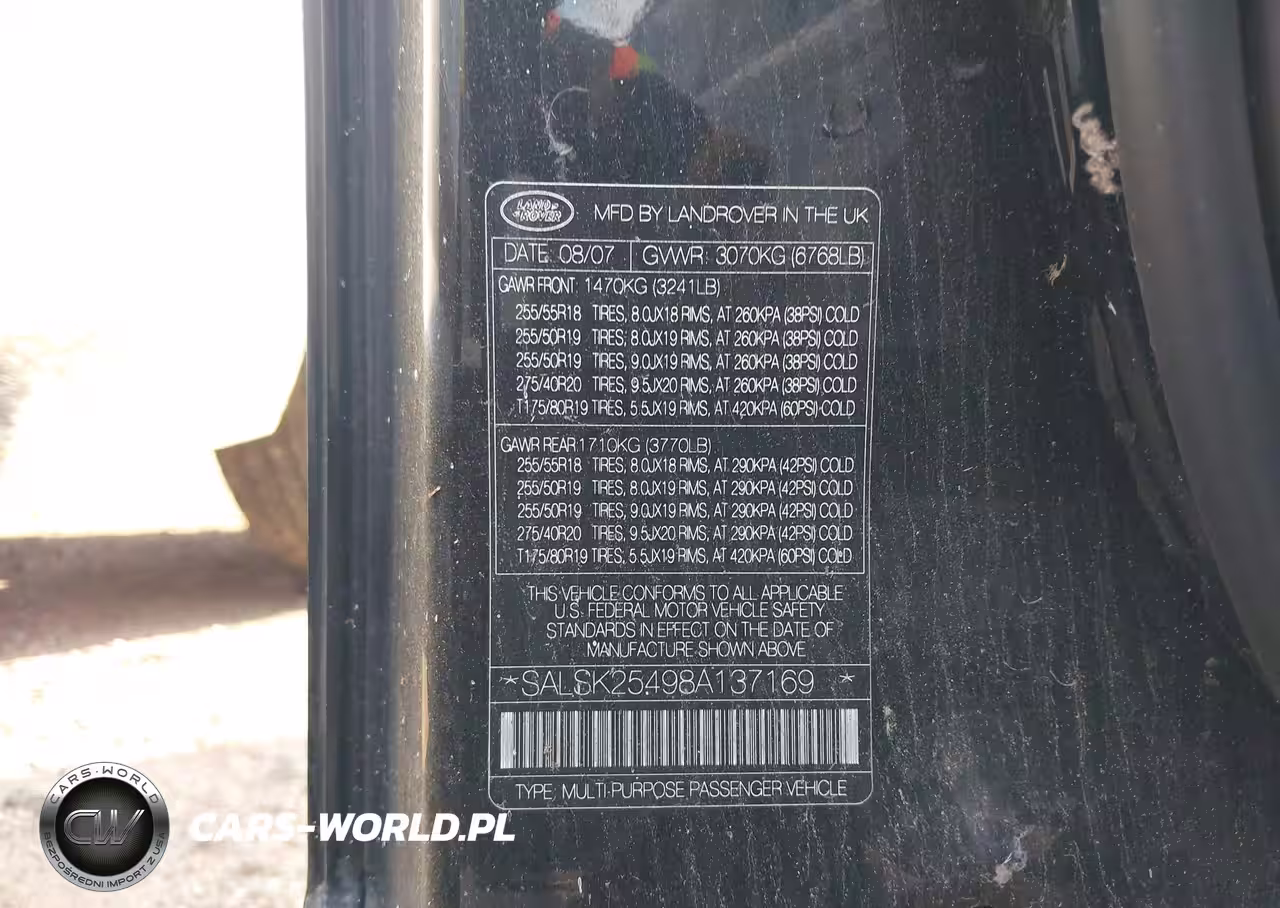 LAND ROVER
MFD BY LANDROVER IN THE UK
DATE: 08/07
GVWR: 3070KG (6768LB)
GAWR FRONT: 1470KG (3241LB)
255/55R18 TIRES, 8.0JX18 RIMS, AT 260KPA (38PSI) COLD
255/50R19 TIRES, 8.0JX19 RIMS, AT 260KPA (38PSI) COLD
255/50R19 TIRES, 9.0JX19 RIMS, AT 260KPA (38PSI) COLD
275/40R20 TIRES, 9.5JX20 RIMS, AT 260KPA (38PSI) COLD
T175/80R19 TIRES, 5.5JX19 RIMS, AT 420KPA (60PSI) COLD
GAWR REAR: 1710KG (3770LB)
255/55R18 TIRES, 8.0JX18 RIMS, AT 290KPA (42PSI) COLD
255/50R19 TIRES, 8.0JX19 RIMS, AT 290KPA (42PSI) COLD
255/50R19 TIRES, 9.0JX19 RIMS, AT 290KPA (42PSI) COLD
275/40R20 TIRES, 9.5JX20 RIMS, AT 290KPA (42PSI) COLD
T175/80R19 TIRES, 5.5JX19 RIMS, AT 420KPA (60PSI) COLD
THIS VEHICLE CONFORMS TO ALL APPLICABLE
U.S. FEDERAL MOTOR VEHICLE SAFETY
STANDARDS IN EFFECT ON THE DATE OF
MANUFACTURE SHOWN ABOVE
*SALSK25498A137169 *
TYPE: MULTI-PURPOSE PASSENGER VEHICLE
CARS-WORLD
CW
BEZPOŚREDNI IMPORT Z USA
CARS-WORLD.PL